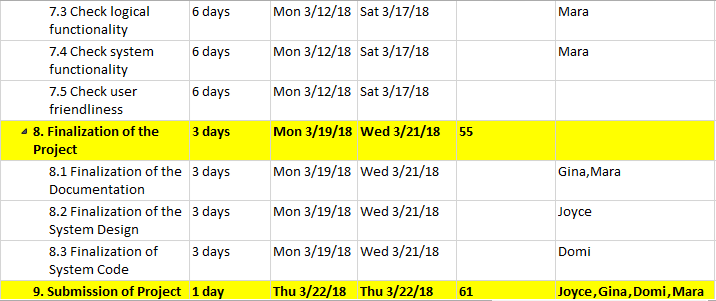 7.3 Check logical 6 days Mon 3/12/18 Sat 3/17/18 Mara
functionality
7.4 Check system 6 days Mon 3/12/18 Sat 3/17/18 Mara
functionality
7.5 Check user 6 days Mon 3/12/18 Sat 3/17/18
friendliness
8. Finalization of the 3 days Mon 3/19/18 Wed 3/21/18 55
Project
8.1 Finalization of the 3 days Mon 3/19/18 Wed 3/21/18 Gina,Mara
Documentation
8.2 Finalization of the 3 days Mon 3/19/18 Wed 3/21/18 Joyce
System Design
8.3 Finalization of 3 days Mon 3/19/18 Wed 3/21/18 Domi
System Code
9. Submission of Project 1 day Thu 3/22/18 Thu 3/22/18 61 Joyce,Gina,Domi,Mara